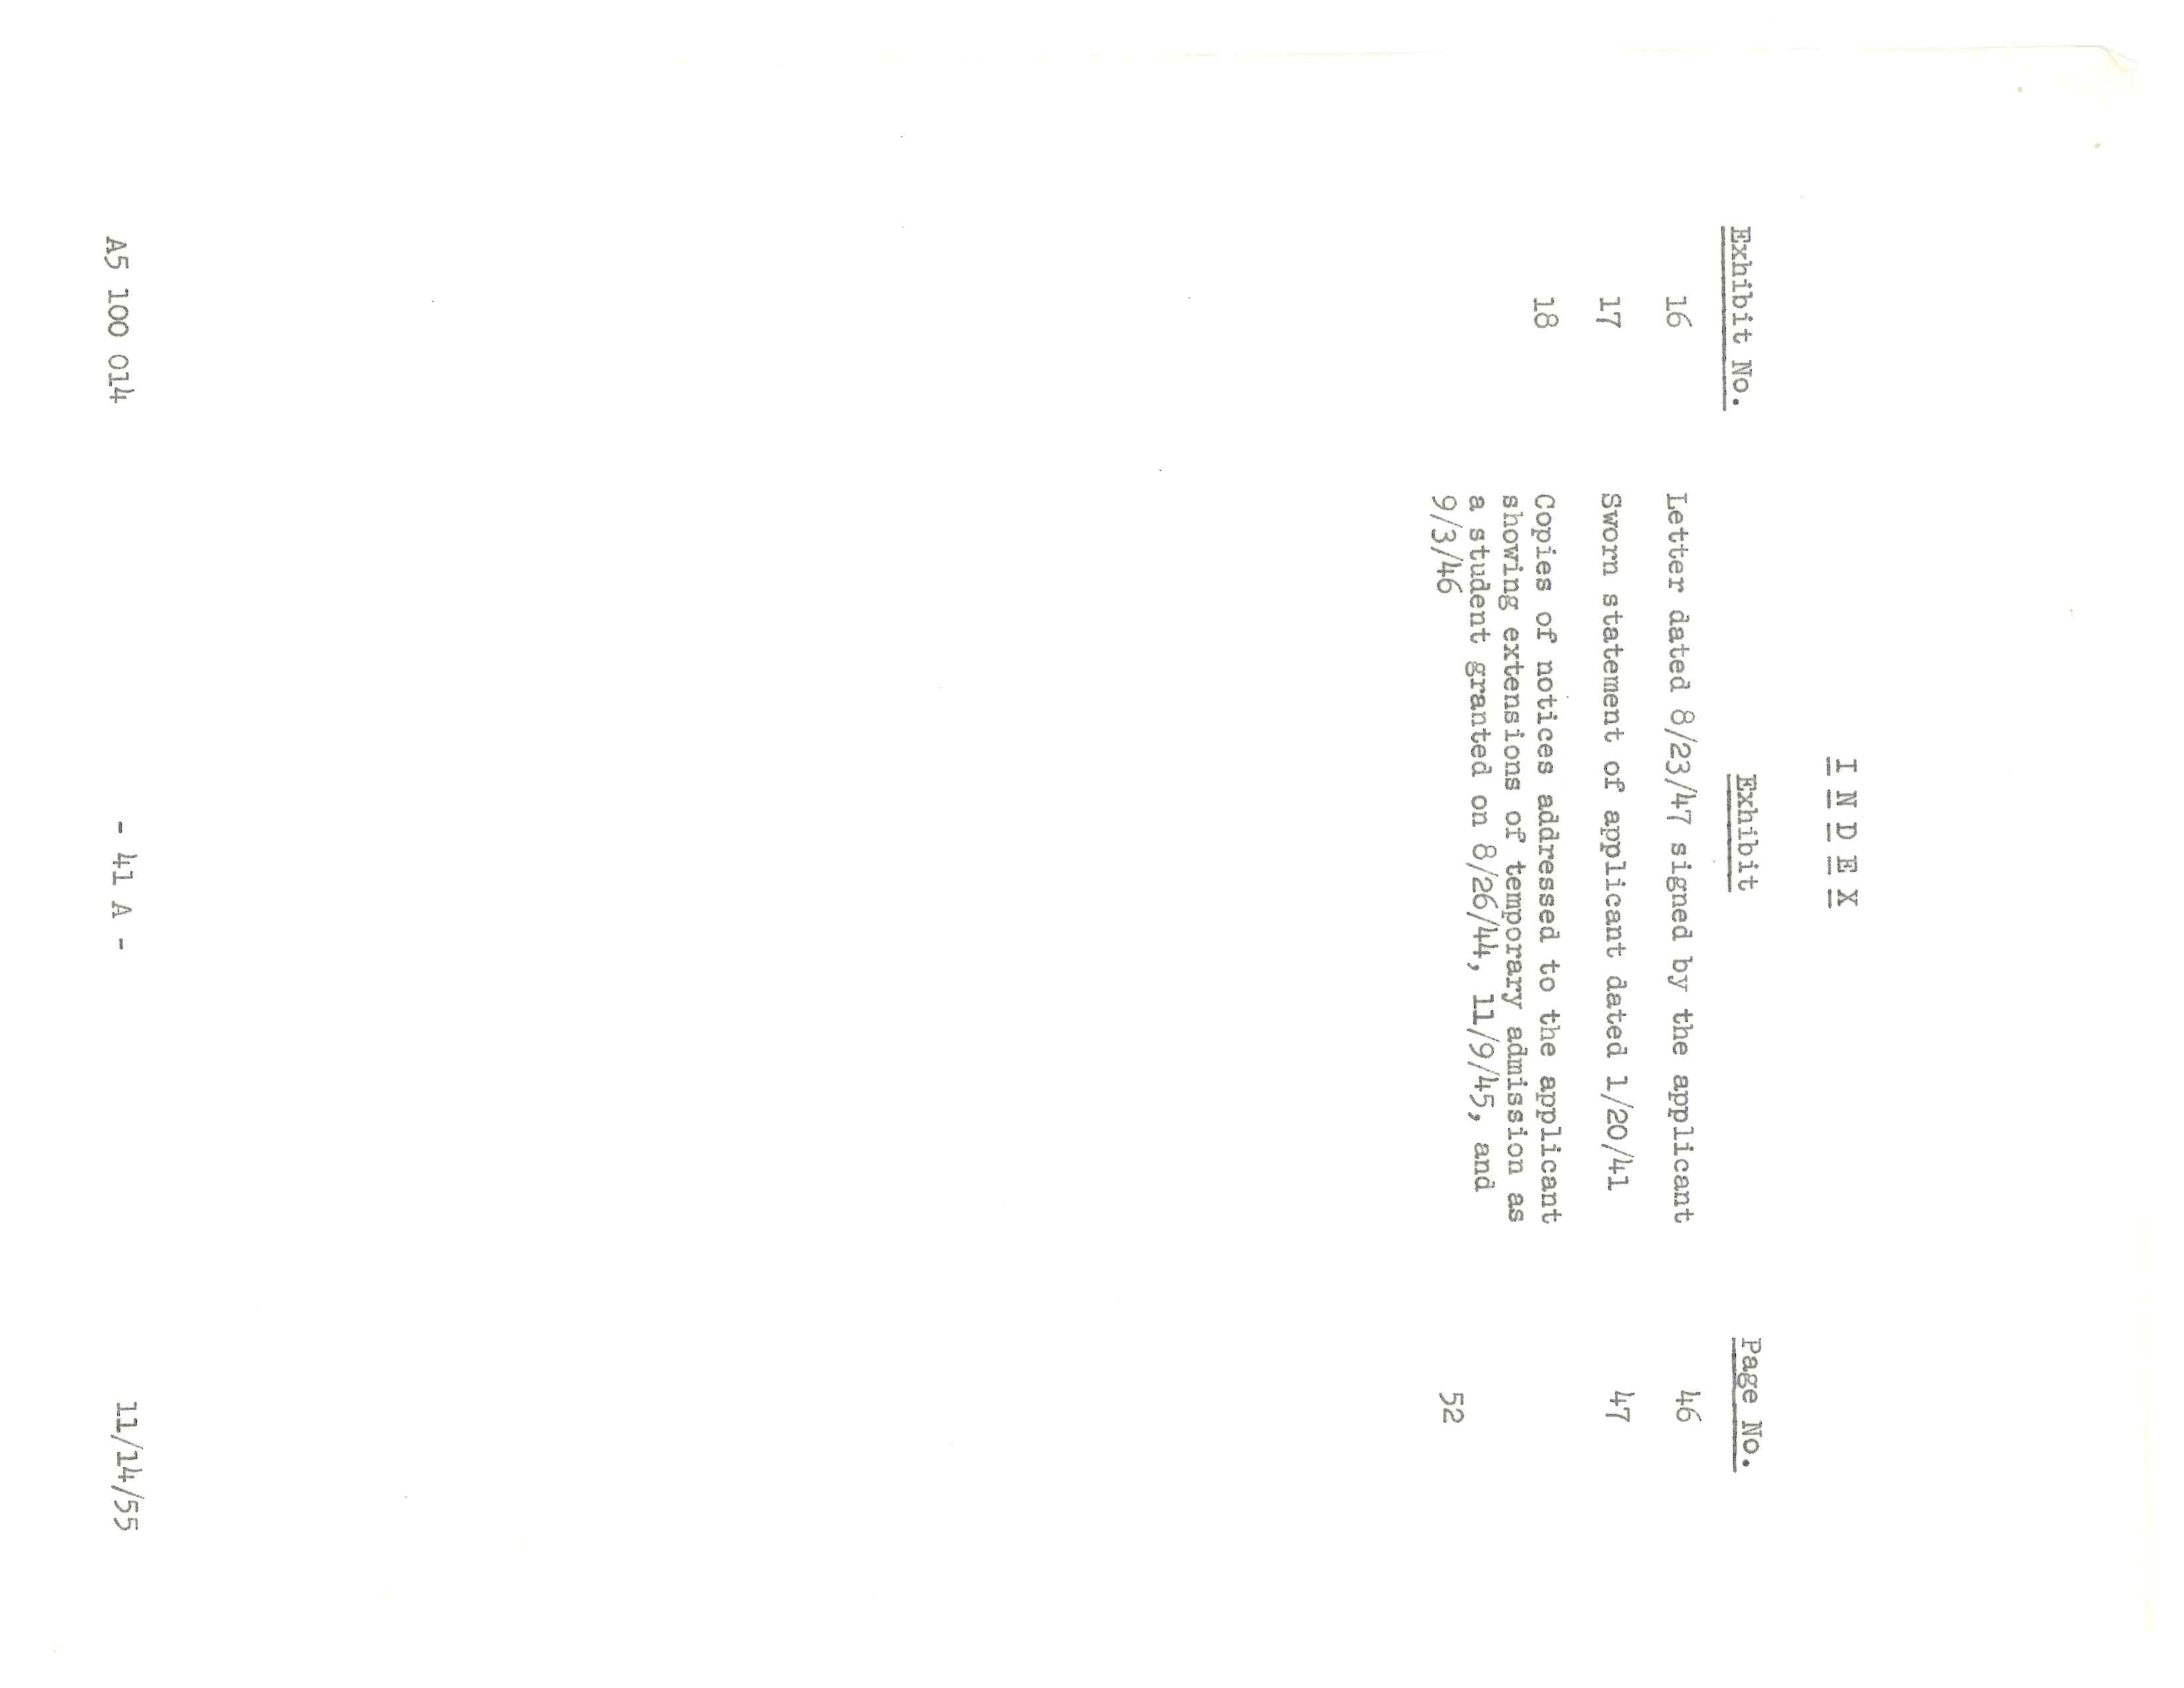 I N D E X
Exhibit No. Exhibit Page No.
16 Letter dated 8/23/47 signed by the applicant 46
17 Sworn statement of applicant dated 1/20/41 47
18 Copies of notices addressed to the applicant
showing extensions of temporary admission as
a student granted on 8/26/44, 11/9/45, and
9/3/46 52
A5 100 014 - 41 A - 11/14/55